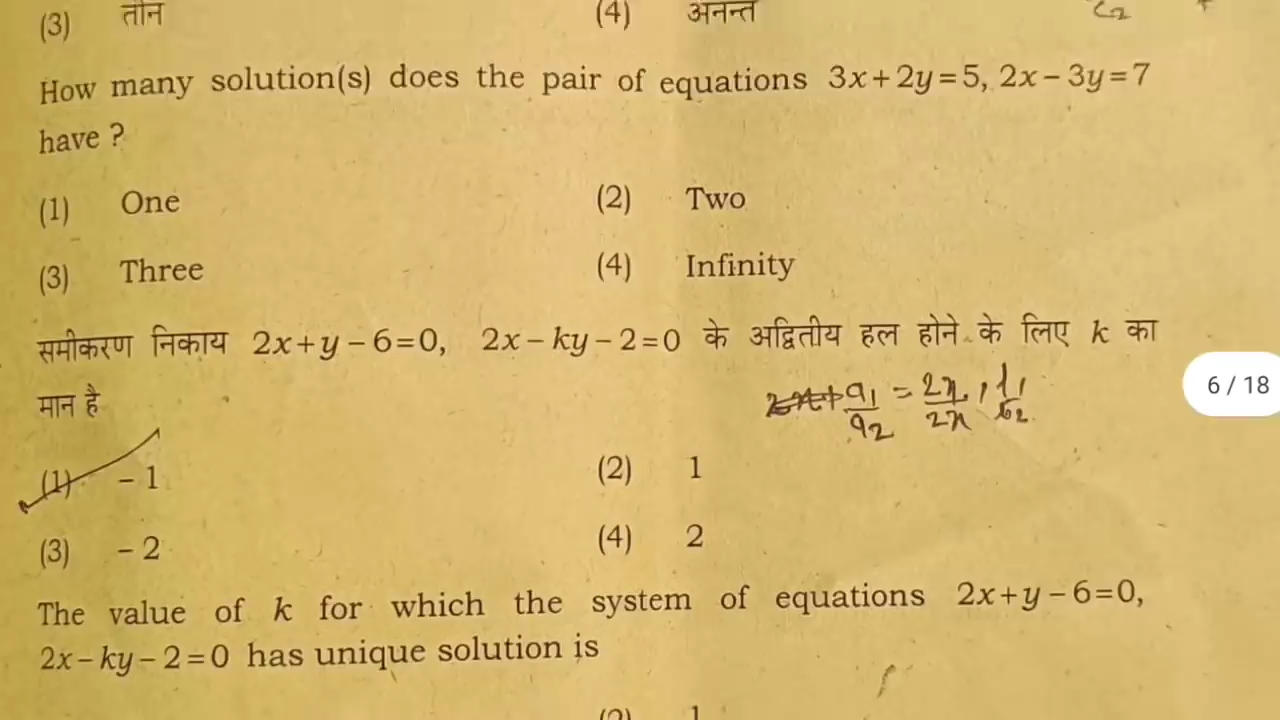 (3) तीन (4) अनन्त
How many solution(s) does the pair of equations 3x+2y=5, 2x-3y=7
have ?
(1) One (2) Two
(3) Three (4) Infinity
समीकरण निकाय 2x+y-6=0, 2x-ky-2=0 के अद्वितीय हल होने के लिए k का
मान है
6 / 18
(1) -1 (2) 1
(3) -2 (4) 2
The value of k for which the system of equations 2x+y-6=0,
2x-ky-2=0 has unique solution is
(2) 1